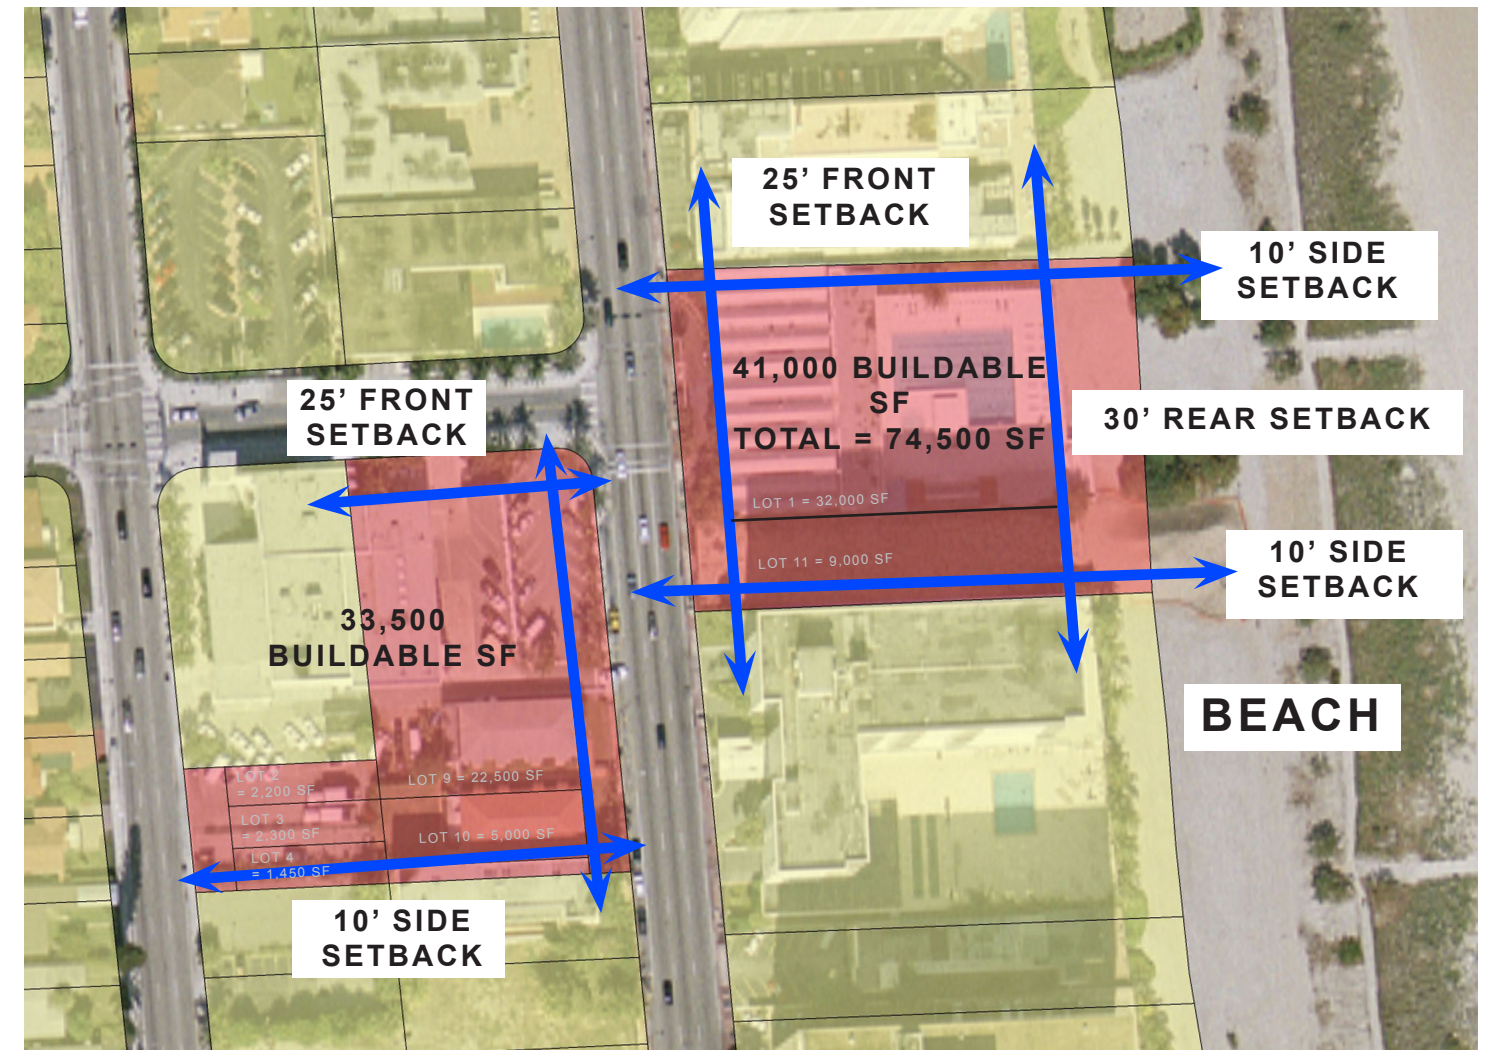 25’ FRONT
SETBACK
10’ SIDE
SETBACK
41,000 BUILDABLE
SF
TOTAL = 74,500 SF
30’ REAR SETBACK
25’ FRONT
SETBACK
LOT 1 = 32,000 SF
LOT 11 = 9,000 SF
10’ SIDE
SETBACK
33,500
BUILDABLE SF
BEACH
LOT 2
= 2,200 SF
LOT 9 = 22,500 SF
LOT 3
= 2,300 SF
LOT 10 = 5,000 SF
LOT 4
= 1,450 SF
10’ SIDE
SETBACK